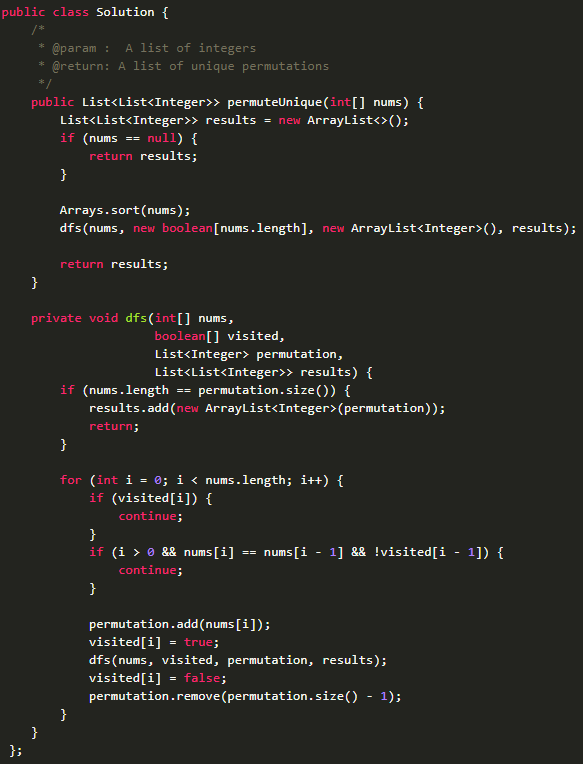 public class Solution {
    /*
     * @param :  A list of integers
     * @return: A list of unique permutations
     */
    public List<List<Integer>> permuteUnique(int[] nums) {
        List<List<Integer>> results = new ArrayList<>();
        if (nums == null) {
            return results;
        }

        Arrays.sort(nums);
        dfs(nums, new boolean[nums.length], new ArrayList<Integer>(), results);

        return results;
    }

    private void dfs(int[] nums,
                     boolean[] visited,
                     List<Integer> permutation,
                     List<List<Integer>> results) {
        if (nums.length == permutation.size()) {
            results.add(new ArrayList<Integer>(permutation));
            return;
        }

        for (int i = 0; i < nums.length; i++) {
            if (visited[i]) {
                continue;
            }
            if (i > 0 && nums[i] == nums[i - 1] && !visited[i - 1]) {
                continue;
            }

            permutation.add(nums[i]);
            visited[i] = true;
            dfs(nums, visited, permutation, results);
            visited[i] = false;
            permutation.remove(permutation.size() - 1);
        }
    }
 };